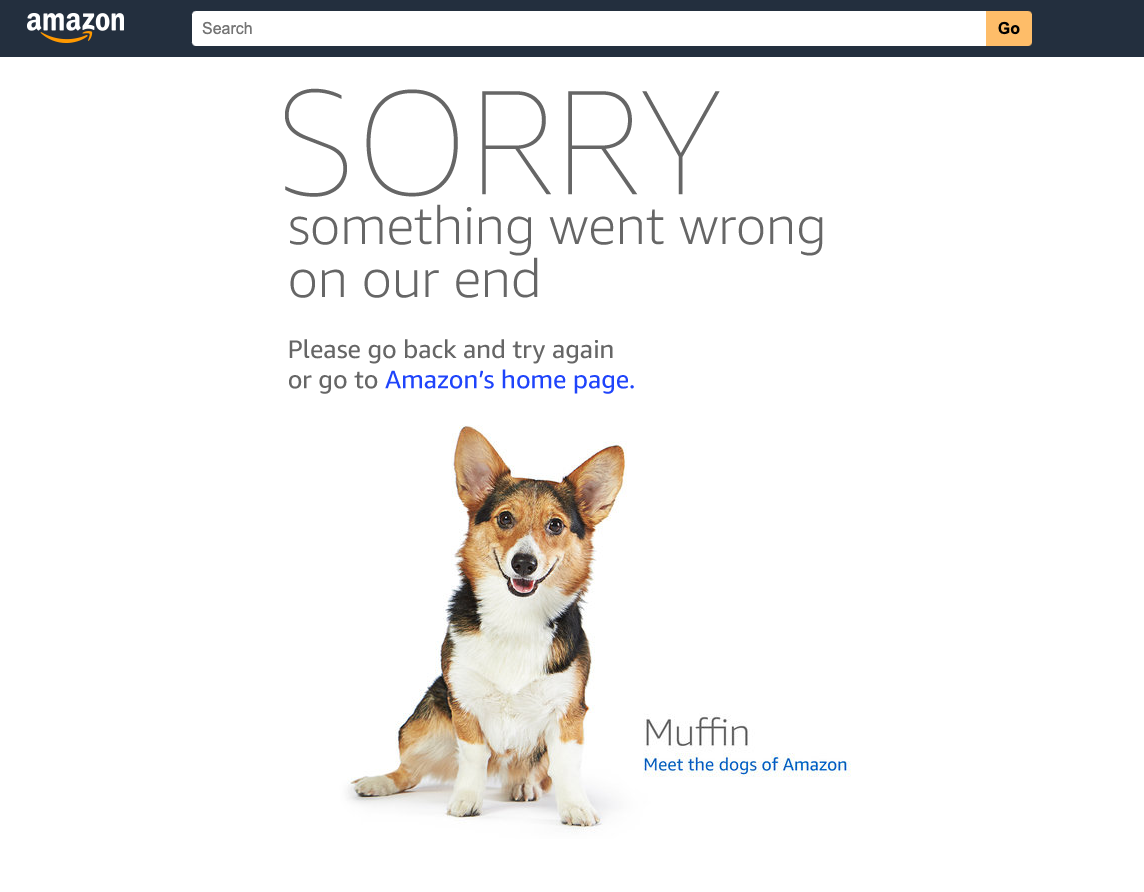 amazon
Search
Go
SORRY
something went wrong
on our end
Please go back and try again
or go to Amazon's home page.
Muffin
Meet the dogs of Amazon